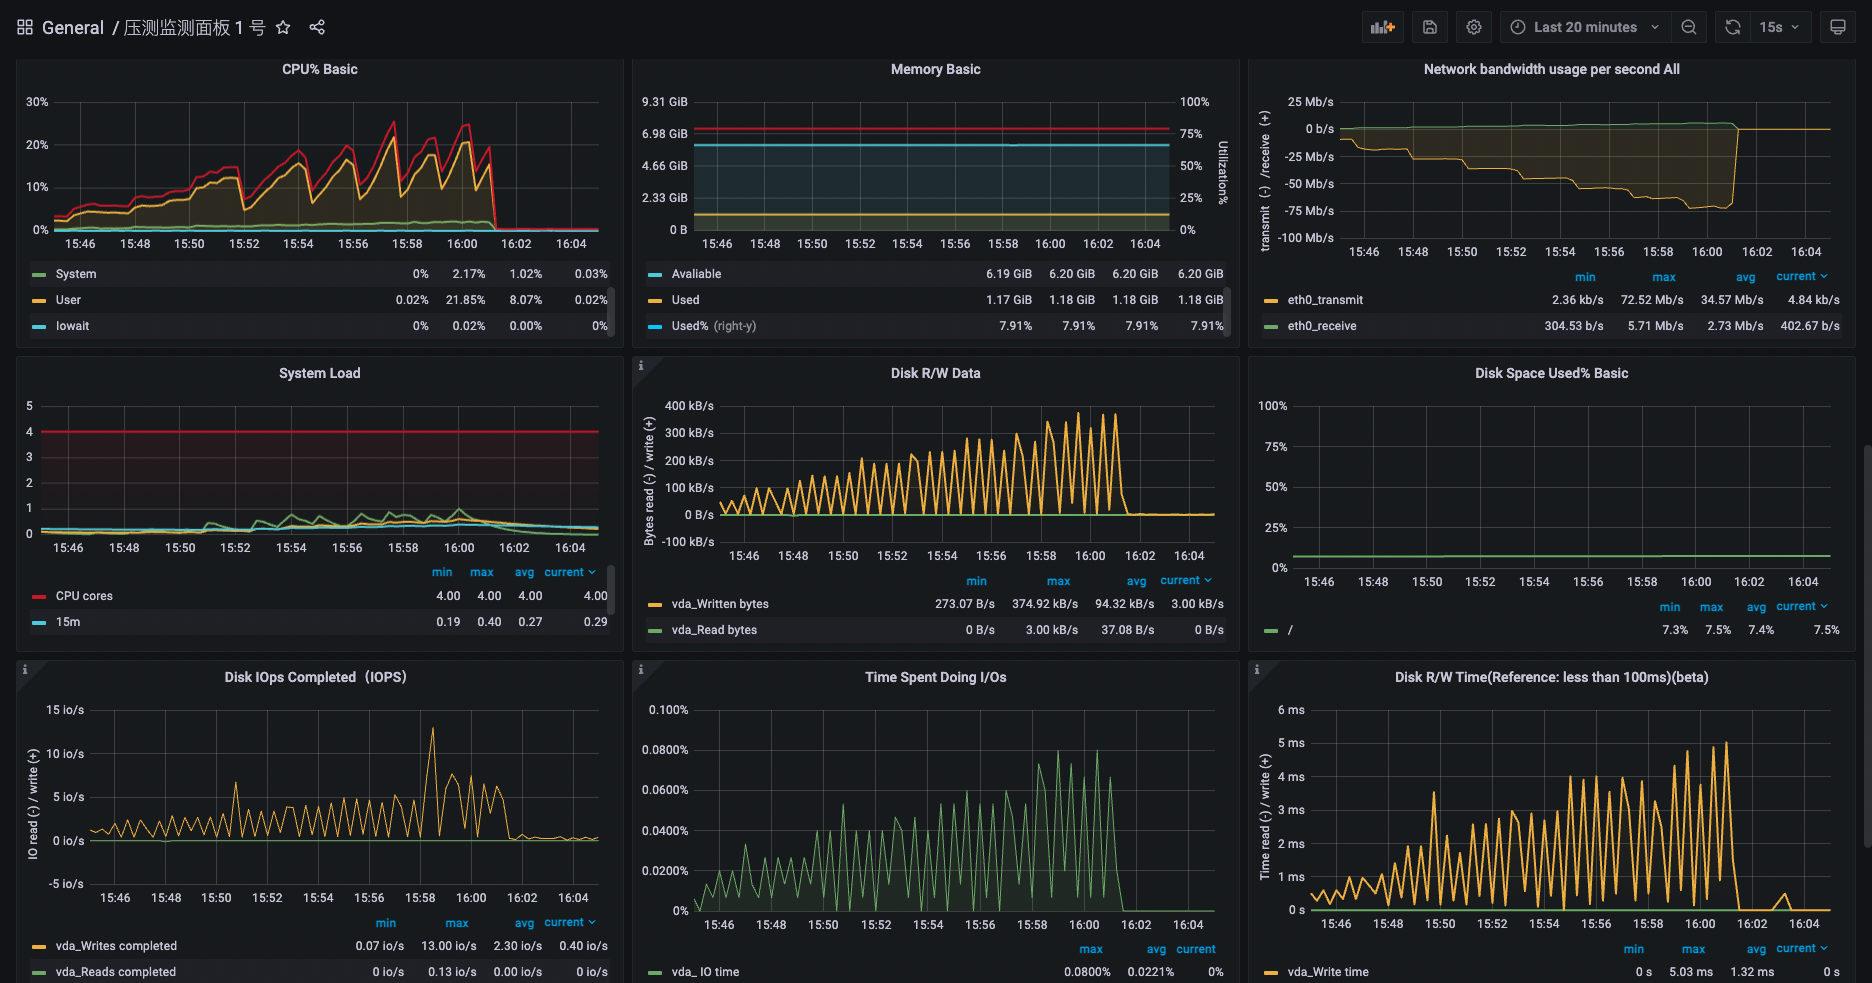 General / 压测监测面板 1 号
Last 20 minutes
15s
CPU% Basic
30%
20%
10%
0%
15:46 15:48 15:50 15:52 15:54 15:56 15:58 16:00 16:02 16:04
System 0% 2.17% 1.02% 0.03%
User 0.02% 21.85% 8.07% 0.02%
Iowait 0% 0.02% 0.00% 0%
Memory Basic
9.31 GiB 100%
6.98 GiB 75%
4.66 GiB 50%
2.33 GiB 25%
0 B 0%
Utilization%
15:46 15:48 15:50 15:52 15:54 15:56 15:58 16:00 16:02 16:04
Avaliable 6.19 GiB 6.20 GiB 6.20 GiB 6.20 GiB
Used 1.17 GiB 1.18 GiB 1.18 GiB 1.18 GiB
Used% (right-y) 7.91% 7.91% 7.91% 7.91%
Network bandwidth usage per second All
transmit (-) /receive (+)
25 Mb/s
0 b/s
-25 Mb/s
-50 Mb/s
-75 Mb/s
-100 Mb/s
15:46 15:48 15:50 15:52 15:54 15:56 15:58 16:00 16:02 16:04
min max avg current
eth0_transmit 2.36 kb/s 72.52 Mb/s 34.57 Mb/s 4.84 kb/s
eth0_receive 304.53 b/s 5.71 Mb/s 2.73 Mb/s 402.67 b/s
System Load
5
4
3
2
1
0
15:46 15:48 15:50 15:52 15:54 15:56 15:58 16:00 16:02 16:04
min max avg current
CPU cores 4.00 4.00 4.00 4.00
15m 0.19 0.40 0.27 0.29
Disk R/W Data
Bytes read (-) / write (+)
400 kB/s
300 kB/s
200 kB/s
100 kB/s
0 B/s
-100 kB/s
15:46 15:48 15:50 15:52 15:54 15:56 15:58 16:00 16:02 16:04
min max avg current
vda_Written bytes 273.07 B/s 374.92 kB/s 94.32 kB/s 3.00 kB/s
vda_Read bytes 0 B/s 3.00 kB/s 37.08 B/s 0 B/s
Disk Space Used% Basic
100%
75%
50%
25%
0%
15:46 15:48 15:50 15:52 15:54 15:56 15:58 16:00 16:02 16:04
min max avg current
/ 7.3% 7.5% 7.4% 7.5%
Disk IOps Completed（IOPS）
IO read (-) / write (+)
15 io/s
10 io/s
5 io/s
0 io/s
-5 io/s
15:46 15:48 15:50 15:52 15:54 15:56 15:58 16:00 16:02 16:04
min max avg current
vda_Writes completed 0.07 io/s 13.00 io/s 2.30 io/s 0.40 io/s
vda_Reads completed 0 io/s 0.13 io/s 0.00 io/s 0 io/s
Time Spent Doing I/Os
0.100%
0.0800%
0.0600%
0.0400%
0.0200%
0%
15:46 15:48 15:50 15:52 15:54 15:56 15:58 16:00 16:02 16:04
max avg current
vda_ IO time 0.0800% 0.0221% 0%
Disk R/W Time(Reference: less than 100ms)(beta)
Time read (-) / write (+)
6 ms
5 ms
4 ms
3 ms
2 ms
1 ms
0 s
15:46 15:48 15:50 15:52 15:54 15:56 15:58 16:00 16:02 16:04
min max avg current
vda_Write time 0 s 5.03 ms 1.32 ms 0 s